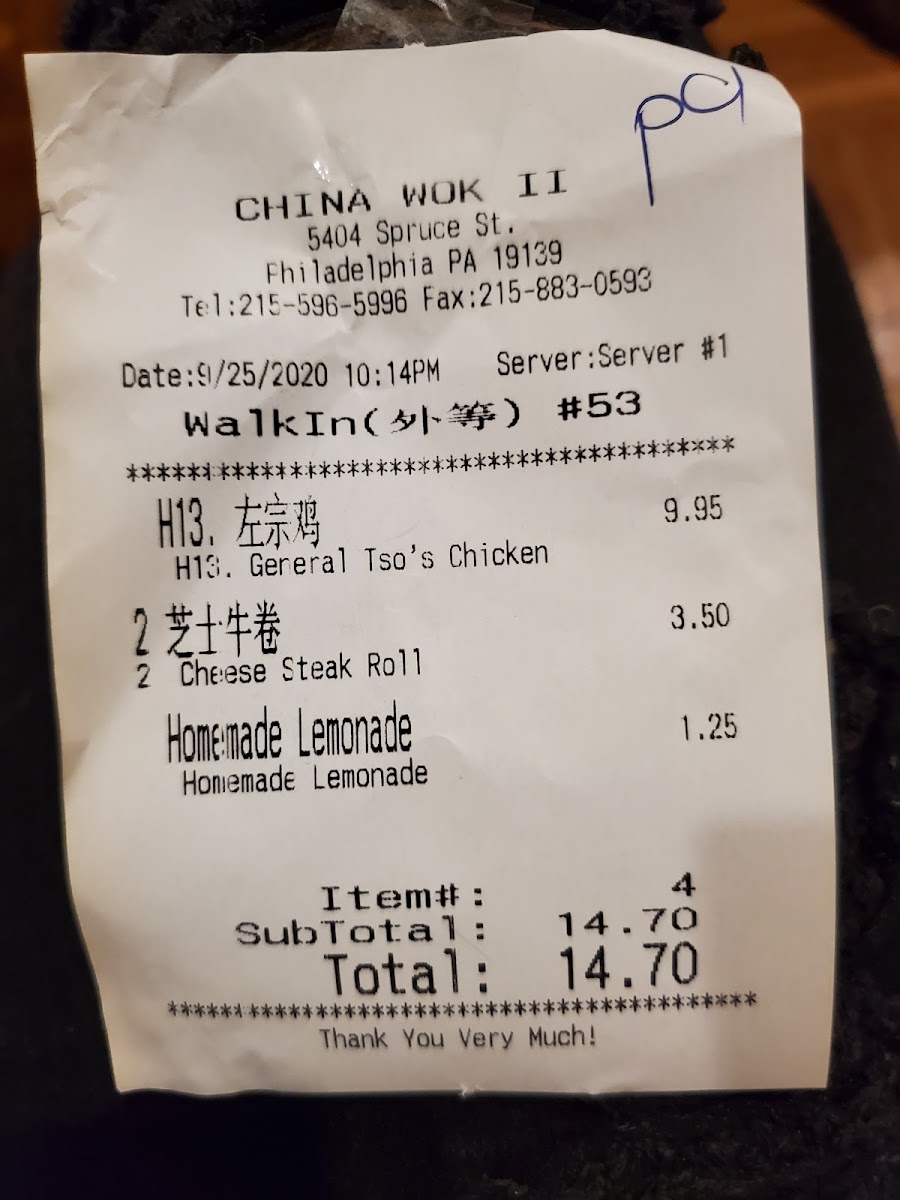 pd
CHINA WOK II
5404 Spruce St.
Philadelphia PA 19139
Tel:215-596-5996 Fax:215-883-0593
Date:9/25/2020 10:14PM Server:Server #1
WalkIn(外等) #53
******************************************
H13. 左宗鸡 9.95
H13. General Tso's Chicken
2 芝士牛卷 3.50
2 Cheese Steak Roll
Homemade Lemonade 1.25
Homemade Lemonade
Item#: 4
SubTotal: 14.70
Total: 14.70
******************************************
Thank You Very Much!